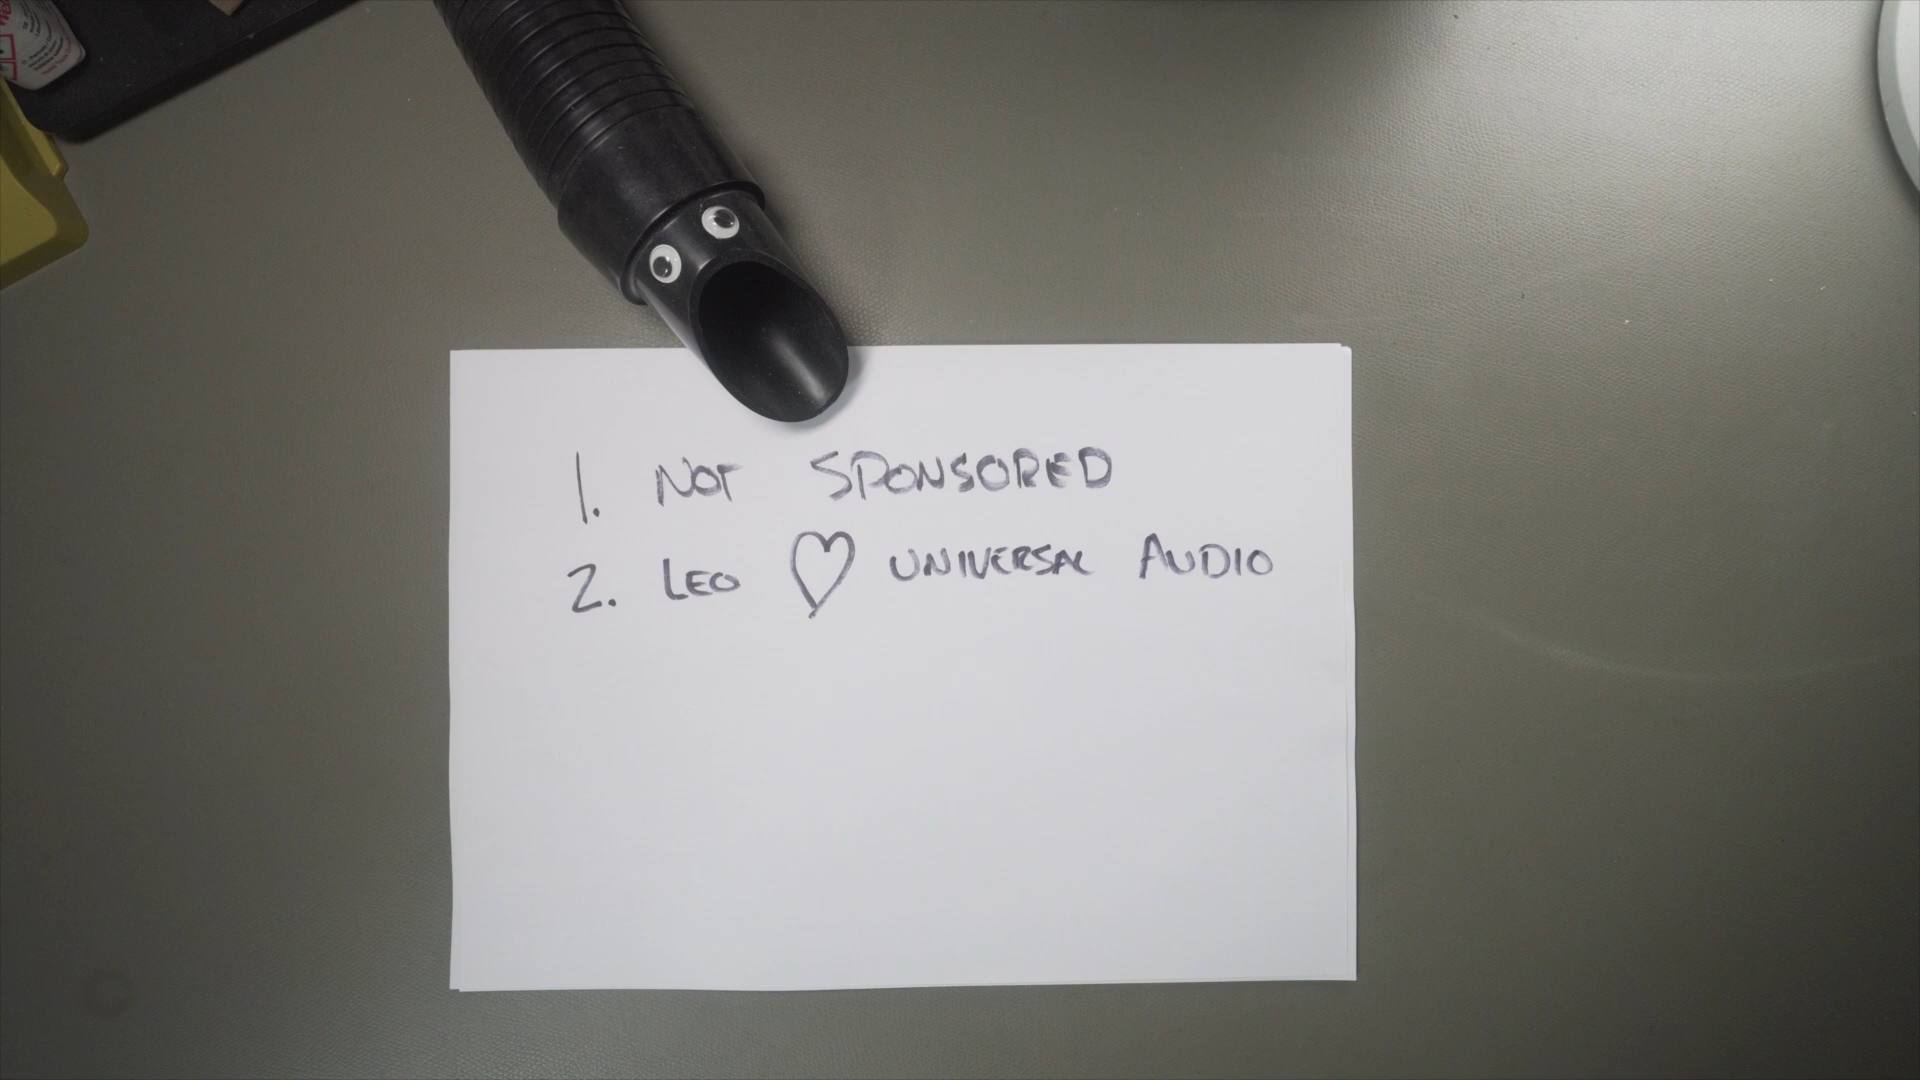 1. NOT SPONSORED
2. LEO ♡ UNIVERSAL AUDIO